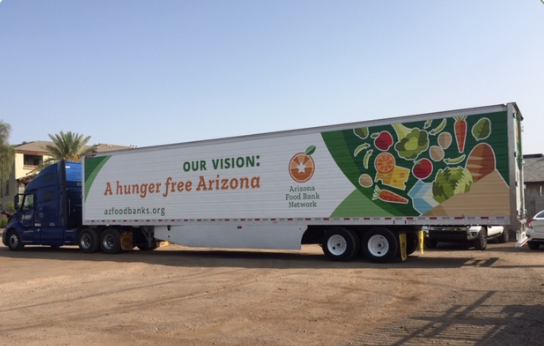 OUR VISION:
A hunger free Arizona
azfoodbanks.org
Arizona
Food Bank
Network